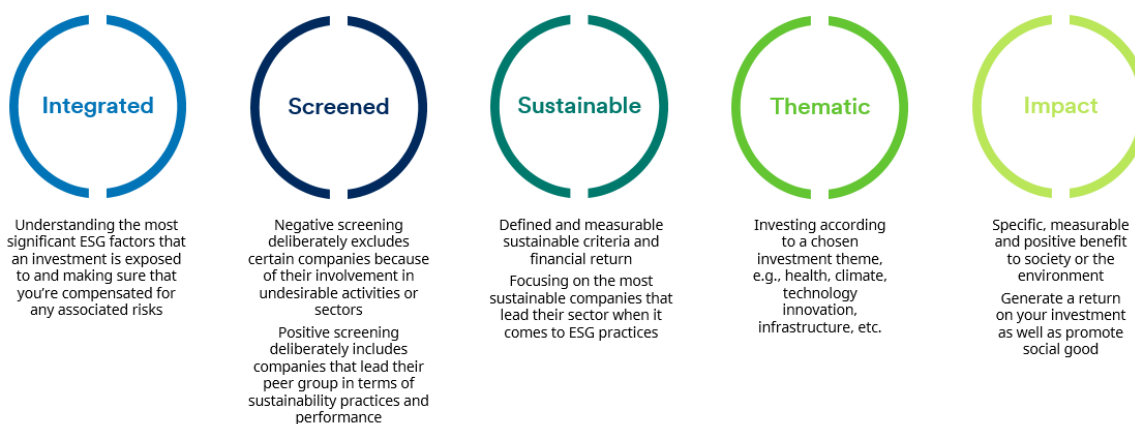 Integrated
Understanding the most
significant ESG factors that
an investment is exposed
to and making sure that
you're compensated for
any associated risks
Screened
Negative screening
deliberately excludes
certain companies because
of their involvement in
undesirable activities or
sectors
Positive screening
deliberately includes
companies that lead their
peer group in terms of
sustainability practices and
performance
Sustainable
Defined and measurable
sustainable criteria and
financial return
Focusing on the most
sustainable companies that
lead their sector when it
comes to ESG practices
Thematic
Investing according
to a chosen
investment theme,
e.g., health, climate,
technology
innovation,
infrastructure, etc.
Impact
Specific, measurable
and positive benefit
to society or the
environment
Generate a return
on your investment
as well as promote
social good